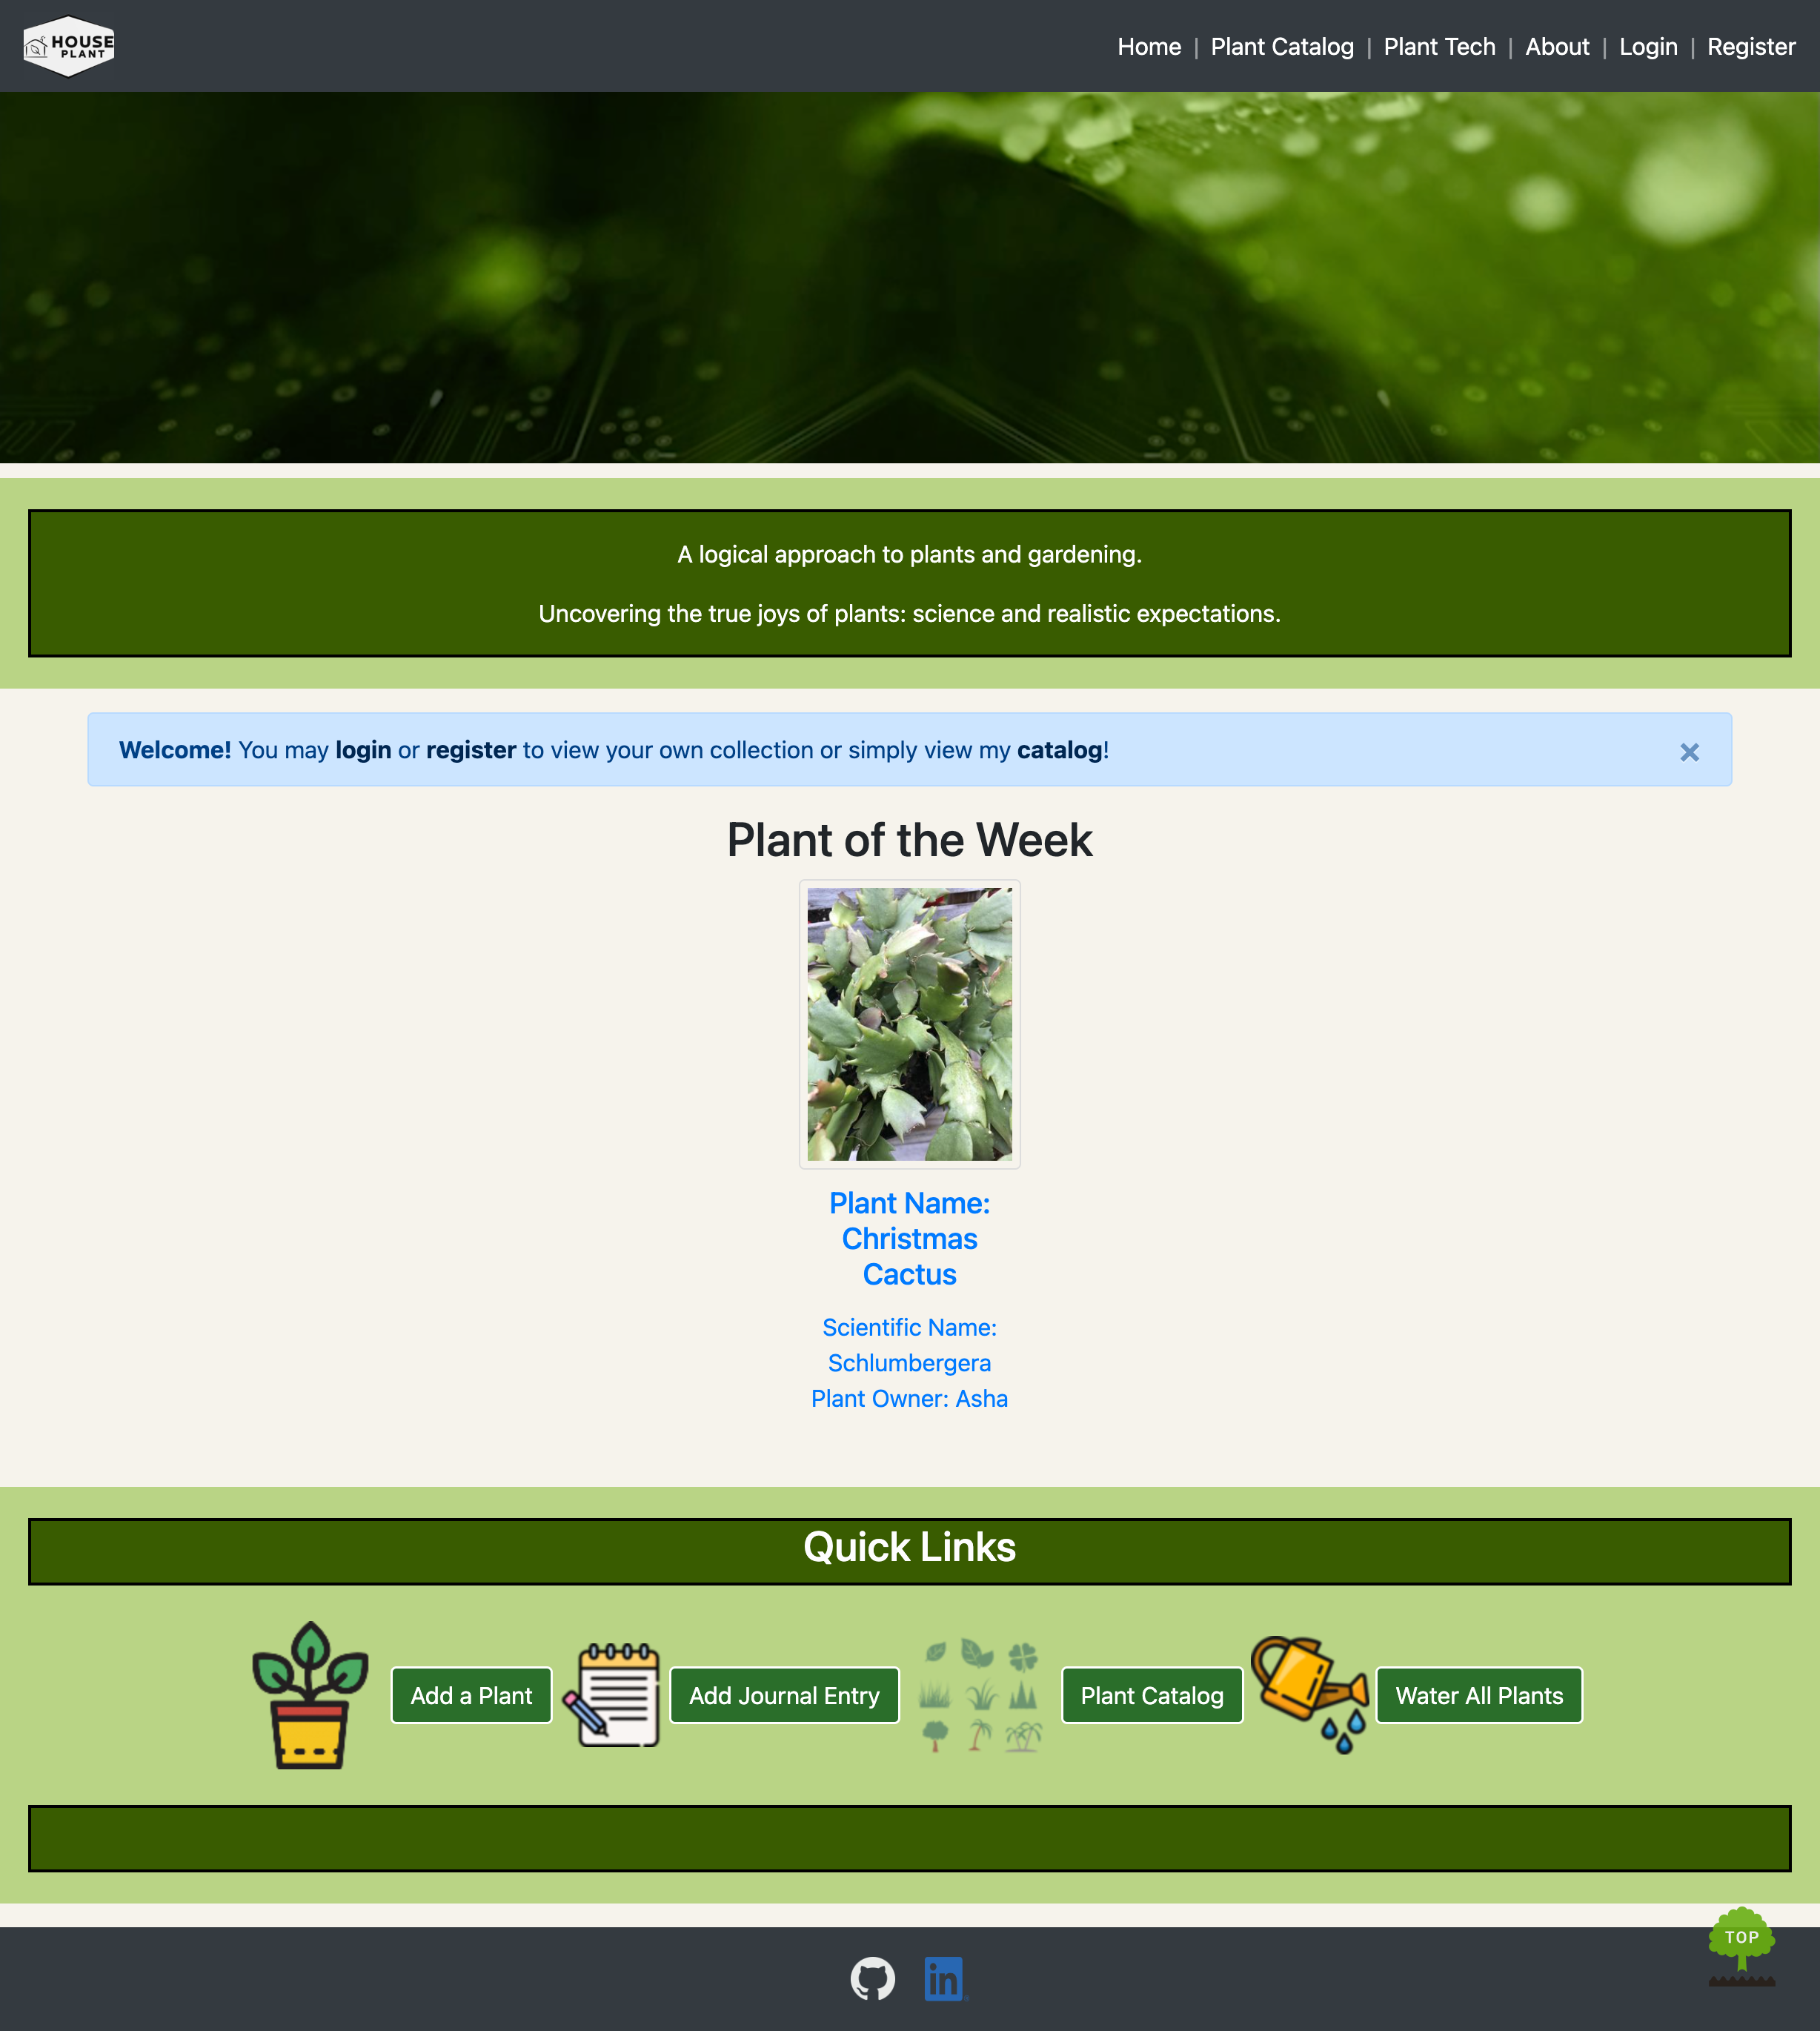 HOUSE
PLANT
Home | Plant Catalog | Plant Tech | About | Login | Register
A logical approach to plants and gardening.
Uncovering the true joys of plants: science and realistic expectations.
Welcome! You may login or register to view your own collection or simply view my catalog! ×
Plant of the Week
Plant Name:
Christmas
Cactus
Scientific Name:
Schlumbergera
Plant Owner: Asha
Quick Links
Add a Plant
Add Journal Entry
Plant Catalog
Water All Plants
TOP
in